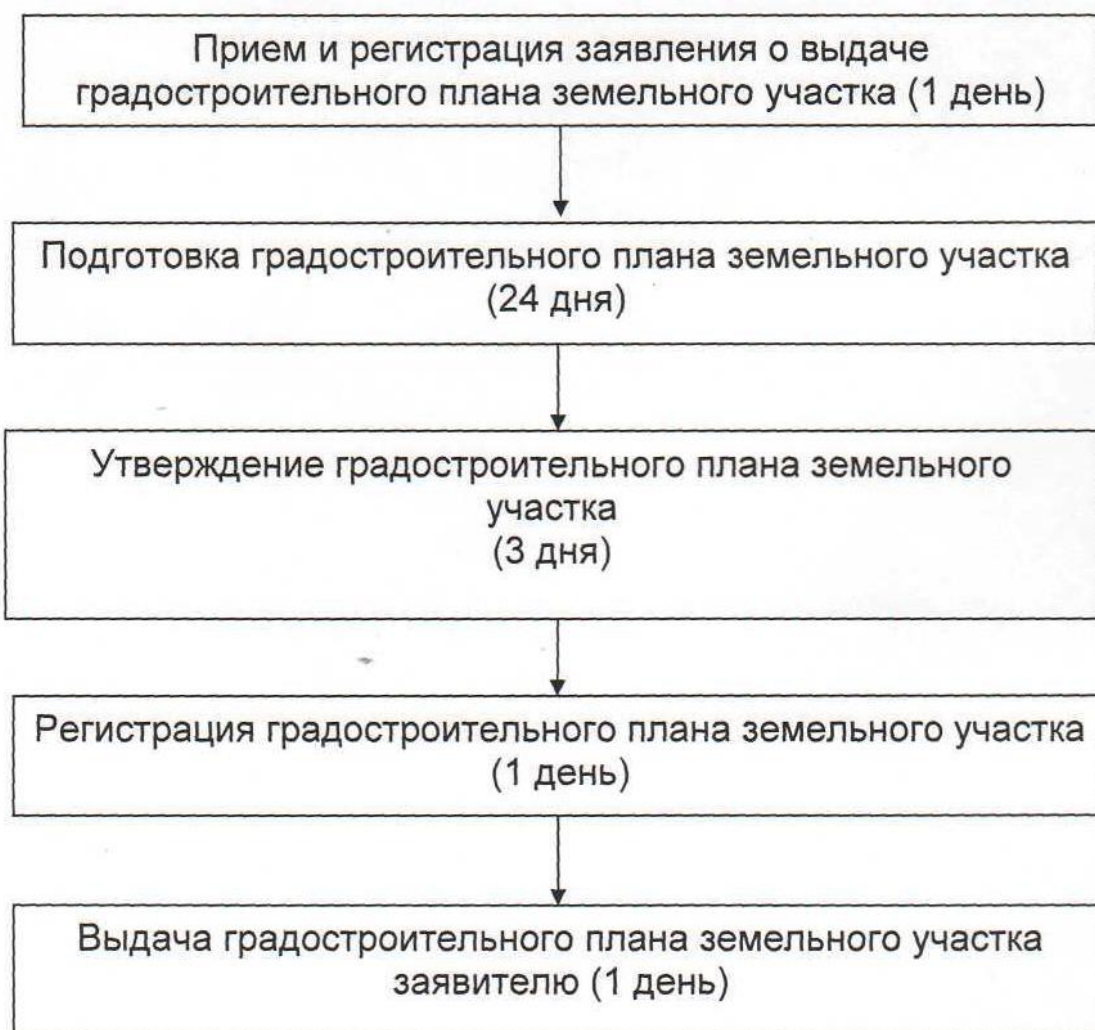 Прием и регистрация заявления о выдаче
градостроительного плана земельного участка (1 день)
Подготовка градостроительного плана земельного участка
(24 дня)
Утверждение градостроительного плана земельного
участка
(3 дня)
Регистрация градостроительного плана земельного участка
(1 день)
Выдача градостроительного плана земельного участка
заявителю (1 день)